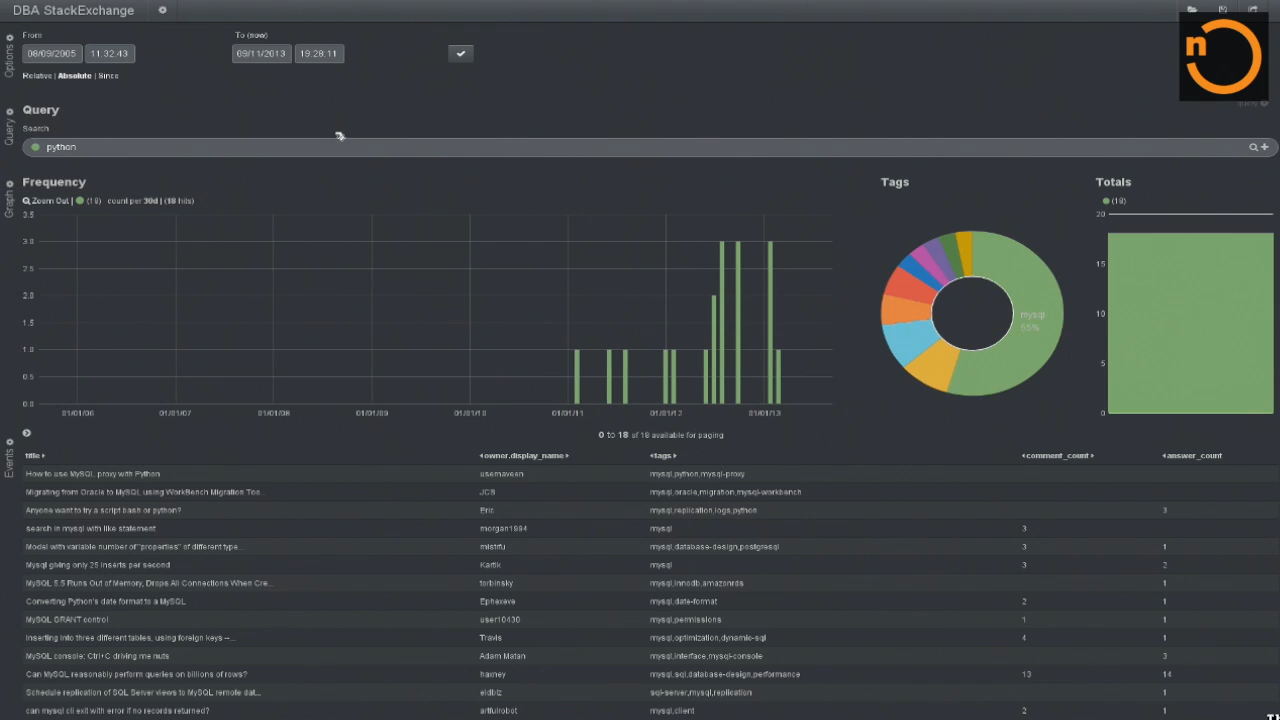 DBA StackExchange
n
Options
From To (now)
08/09/2005 11:32:43 09/11/2013 19:28:11
Relative | Absolute | Since
Query
Query
query
Search
python
Graph
Frequency Tags Totals
Zoom Out | (18) count per 30d | (18 hits) (18)
3.5
3.0
2.5
2.0
1.5
1.0
0.5
0.0
01/01/06 01/01/07 01/01/08 01/01/09 01/01/10 01/01/11 01/01/12 01/01/13
mysql
55%
20
15
10
5
0
Events
0 to 18 of 18 available for paging
title owner.display_name tags comment_count answer_count
How to use MySQL proxy with Python usernaveen mysql,python,mysql-proxy
Migrating from Oracle to MySQL using WorkBench Migration Too... JCS mysql,oracle,migration,mysql-workbench
Anyone want to try a script bash or python? Eric mysql,replication,logs,python 3
search in mysql with like statement morgan1994 mysql 3
Model with variable number of "properties" of different type... mistrfu mysql,database-design,postgresql 3 1
Mysql giving only 25 inserts per second Kartik mysql 3 2
MySQL 5.5 Runs Out of Memory, Drops All Connections When Cre... torbinsky mysql,innodb,amazonrds 1
Converting Python's date format to a MySQL Ephexeve mysql,date-format 2 1
MySQL GRANT control user10430 mysql,permissions 1 1
Inserting into three different tables, using foreign keys --... Travis mysql,optimization,dynamic-sql 4 1
MySQL console: Ctrl+C driving me nuts Adam Matan mysql,interface,mysql-console 3
Can MySQL reasonably perform queries on billions of rows? haxney mysql,sql,database-design,performance 13 14
Schedule replication of SQL Server views to MySQL remote dat... eidbiz sql-server,mysql,replication 1
can mysql cli exit with error if no records returned? artfulrobot mysql,client 2 1